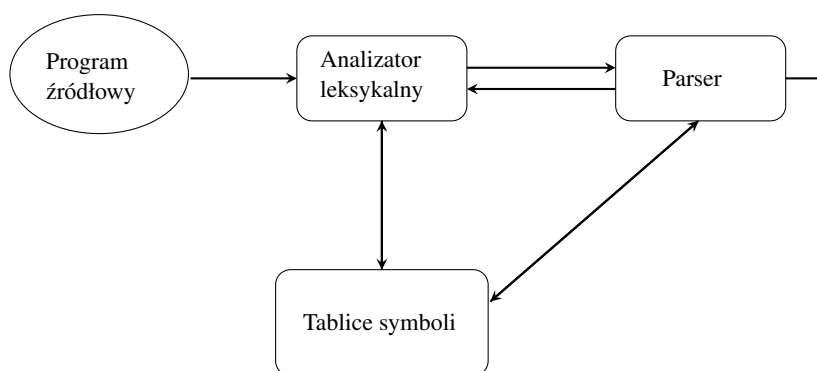 Program
źródłowy
Analizator
leksykalny
Parser
Tablice symboli